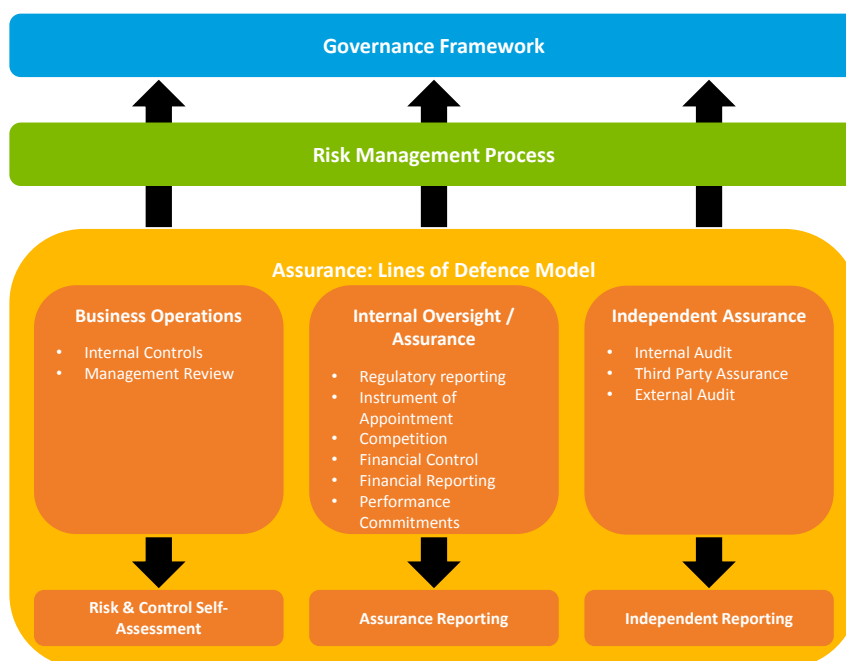 Governance Framework
Risk Management Process
Assurance: Lines of Defence Model
Business Operations
• Internal Controls
• Management Review
Internal Oversight /
Assurance
• Regulatory reporting
• Instrument of
Appointment
• Competition
• Financial Control
• Financial Reporting
• Performance
Commitments
Independent Assurance
• Internal Audit
• Third Party Assurance
• External Audit
Risk & Control Self-
Assessment
Assurance Reporting
Independent Reporting